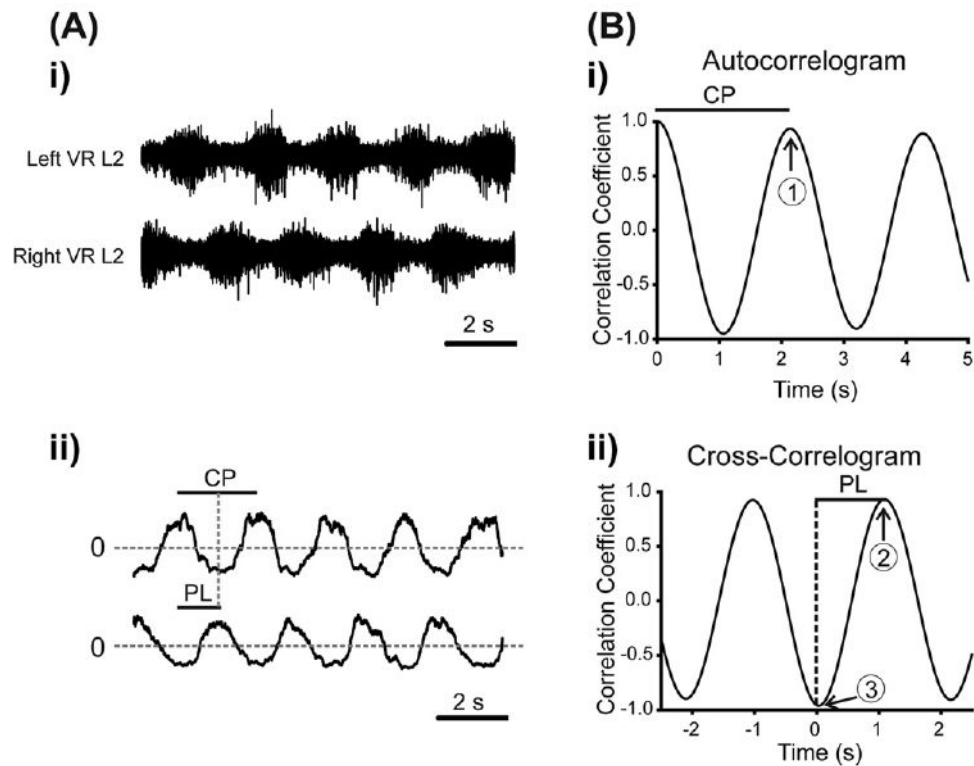 (A)
i)
Left VR L2
Right VR L2
2 s
ii)
CP
0
PL
0
2 s
(B)
i)
Autocorrelogram
CP
Correlation Coefficient
1.0
0.5
0.0
-0.5
-1.0
1
0 1 2 3 4 5
Time (s)
ii)
Cross-Correlogram
PL
Correlation Coefficient
1.0
0.5
0.0
-0.5
-1.0
2
3
-2 -1 0 1 2
Time (s)